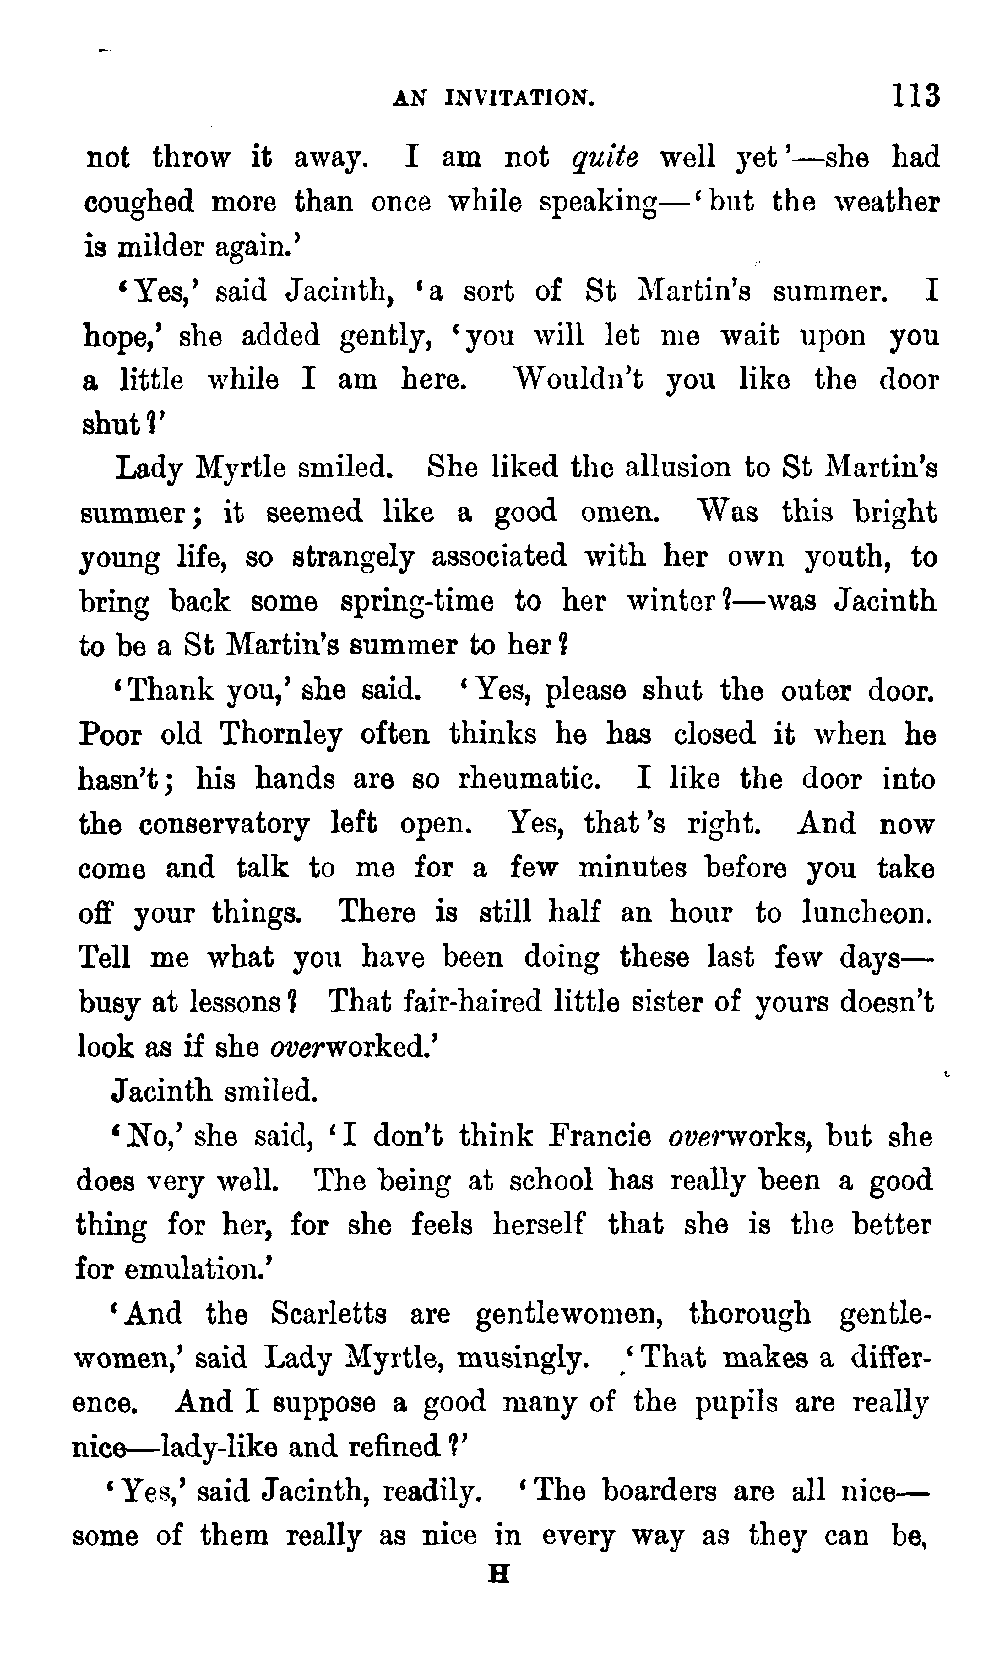 AN INVITATION. 113
not throw it away. I am not quite well yet'—she had
coughed more than once while speaking—'but the weather
is milder again.'
'Yes,' said Jacinth, 'a sort of St Martin's summer. I
hope,' she added gently, 'you will let me wait upon you
a little while I am here. Wouldn't you like the door
shut?'
Lady Myrtle smiled. She liked the allusion to St Martin's
summer; it seemed like a good omen. Was this bright
young life, so strangely associated with her own youth, to
bring back some spring-time to her winter?—was Jacinth
to be a St Martin's summer to her?
'Thank you,' she said. 'Yes, please shut the outer door.
Poor old Thornley often thinks he has closed it when he
hasn't; his hands are so rheumatic. I like the door into
the conservatory left open. Yes, that's right. And now
come and talk to me for a few minutes before you take
off your things. There is still half an hour to luncheon.
Tell me what you have been doing these last few days—
busy at lessons? That fair-haired little sister of yours doesn't
look as if she overworked.'
Jacinth smiled.
'No,' she said, 'I don't think Francie overworks, but she
does very well. The being at school has really been a good
thing for her, for she feels herself that she is the better
for emulation.'
'And the Scarletts are gentlewomen, thorough gentle-
women,' said Lady Myrtle, musingly. 'That makes a differ-
ence. And I suppose a good many of the pupils are really
nice—lady-like and refined?'
'Yes,' said Jacinth, readily. 'The boarders are all nice—
some of them really as nice in every way as they can be,
H